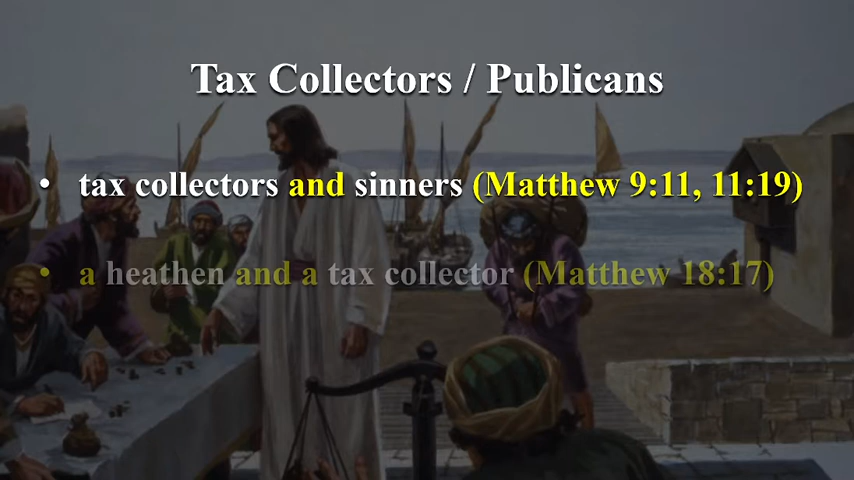 Tax Collectors / Publicans
• tax collectors and sinners (Matthew 9:11, 11:19)
• a heathen and a tax collector (Matthew 18:17)